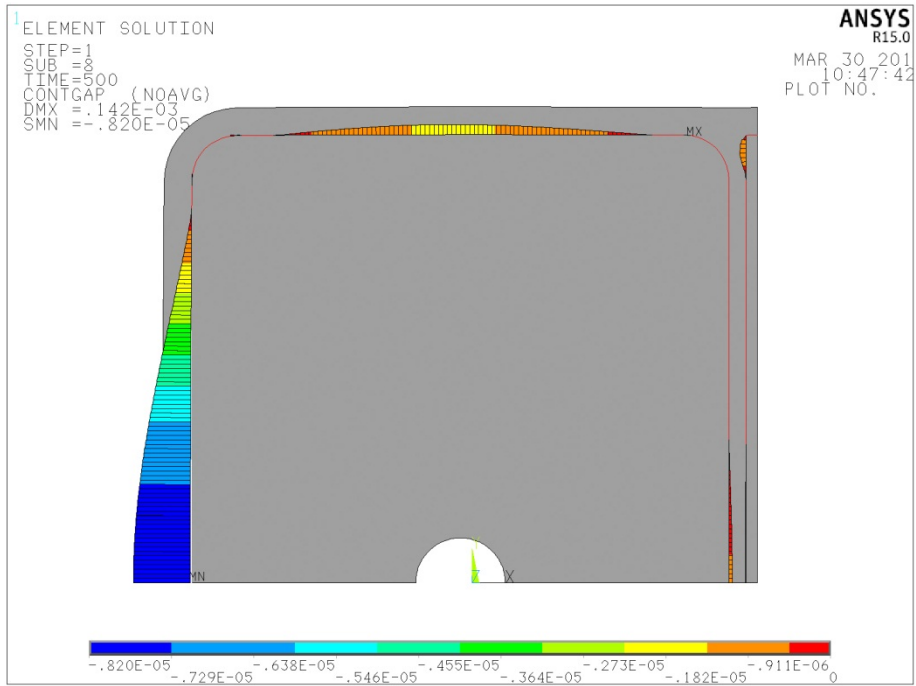 1
ELEMENT SOLUTION
STEP=1
SUB =8
TIME=500
CONTGAP  (NOAVG)
DMX =.142E-03
SMN =-.820E-05
ANSYS
R15.0
MAR 30 201
10:47:42
PLOT NO.
MX
MN
Y
Z
X
-.820E-05 -.638E-05 -.455E-05 -.273E-05 -.911E-06
-.729E-05 -.546E-05 -.364E-05 -.182E-05 0